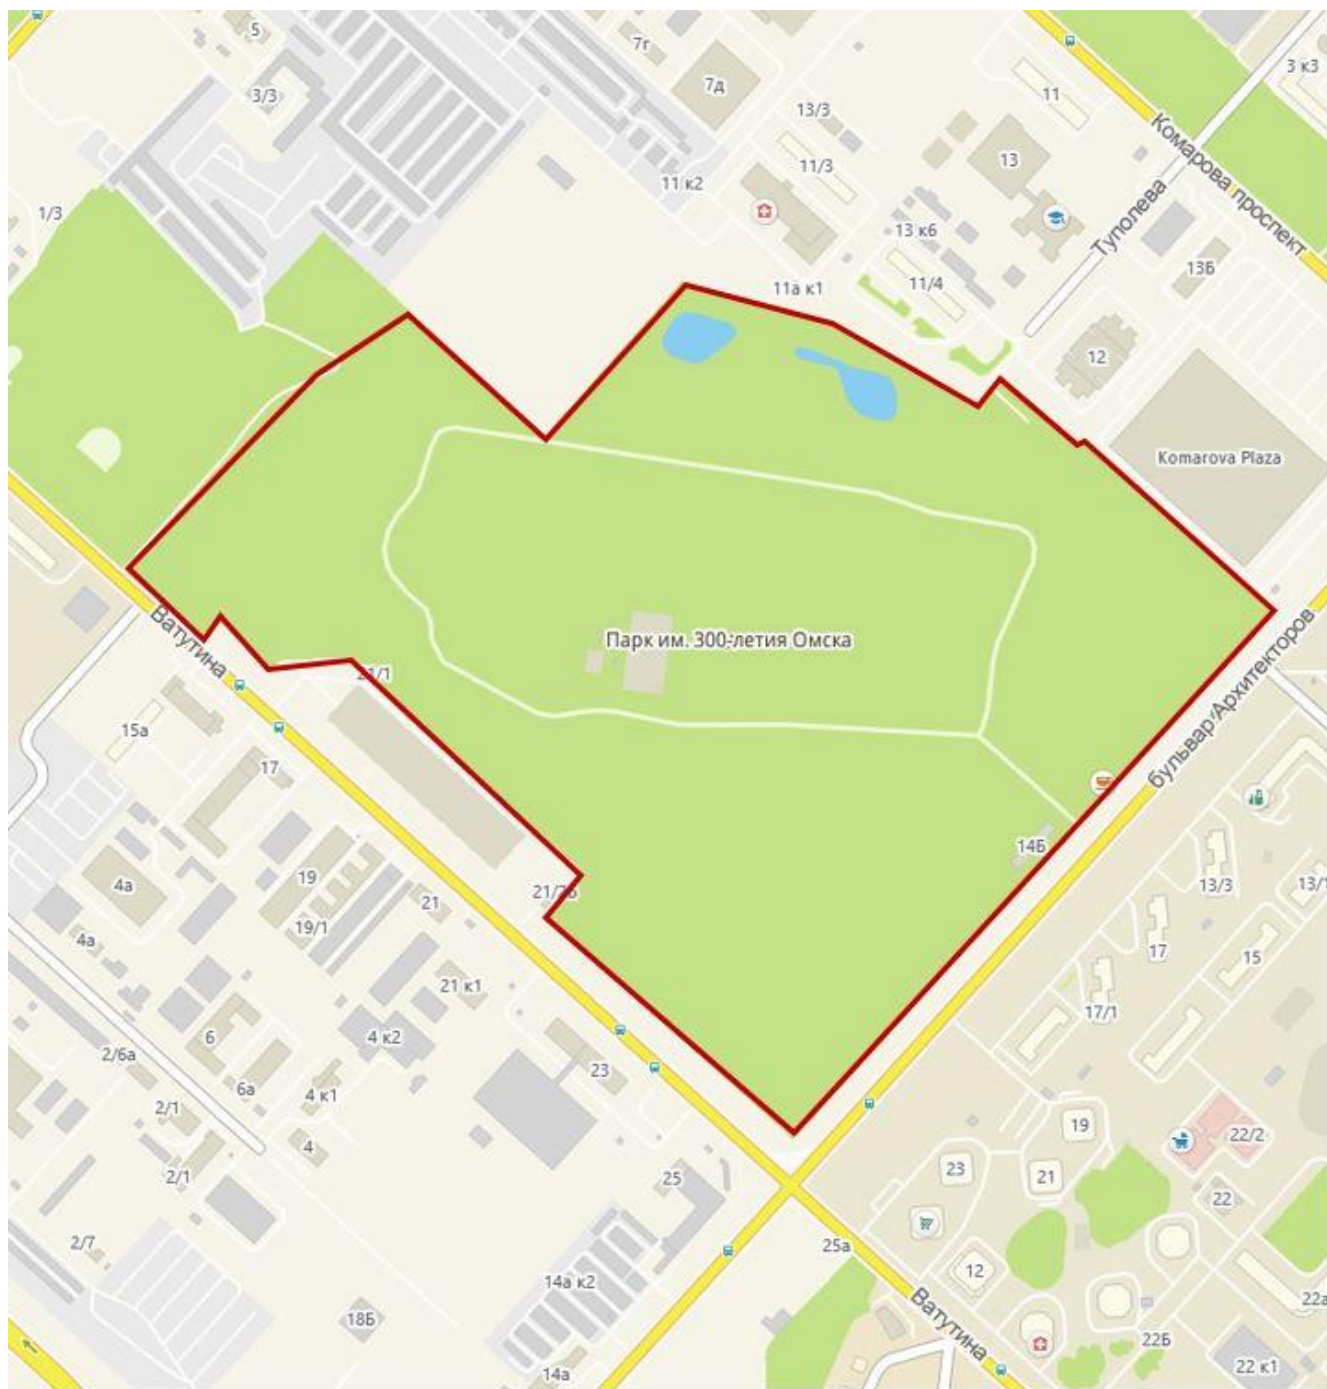 5
7г
3/3
7д
11
3 к3
13/3
Комарова проспект
13
11/3
11 к2
1/3
Туполева
13 к6
13Б
11/4
11а к1
12
Komarova Plaza
Ватутина
Парк им. 300-летия Омска
бульвар Архитекторов
21/1
15а
17
14Б
4а
19
21
21/2б
13/3
13/1
19/1
4а
17
15
21 к1
17/1
6
4 к2
2/6а
23
6а
4 к1
2/1
19
22/2
4
2/1
25
23
21
22
2/7
25а
14а к2
12
22а
18Б
Ватутина
22Б
14а
22 к1